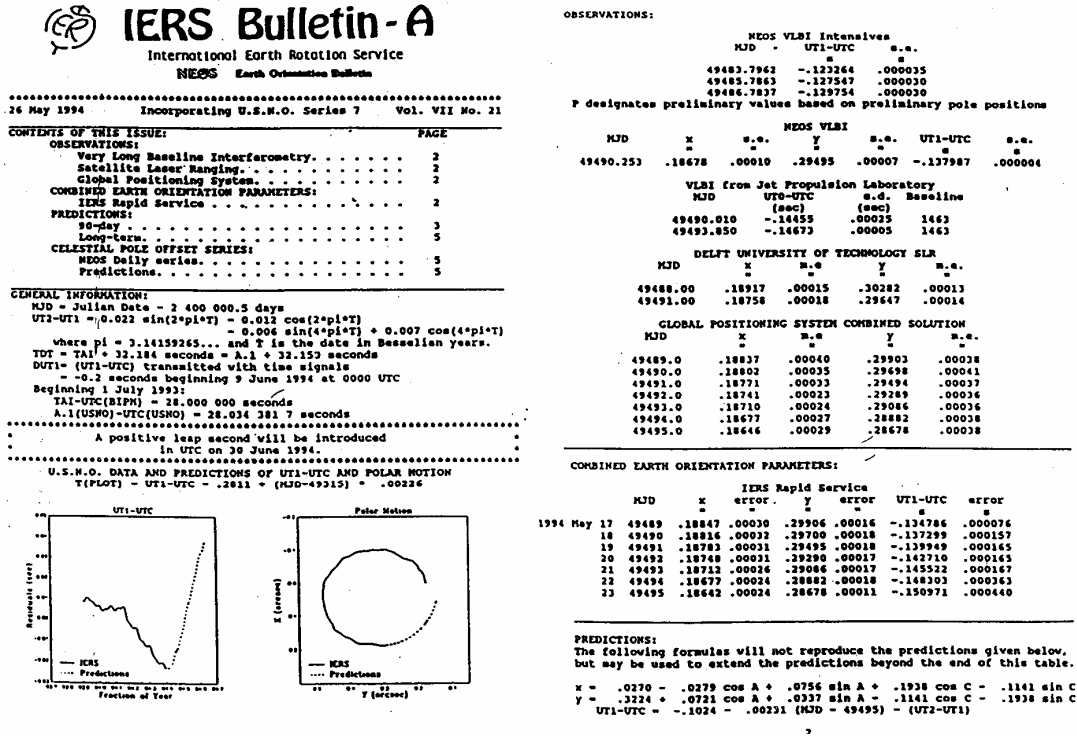 IERS Bulletin - A
International Earth Rotation Service
NEOS Earth Orientation Bulletin
26 May 1994 Incorporating U.S.N.O. Series 7 Vol. VII No. 21
CONTENTS OF THIS ISSUE: PAGE
OBSERVATIONS:
Very Long Baseline Interferometry. . . . . . . 2
Satellite Laser Ranging. . . . . . . . . . . . 2
Global Positioning System. . . . . . . . . . . 2
COMBINED EARTH ORIENTATION PARAMETERS:
IERS Rapid Service . . . . . . . . . . . . . . 2
PREDICTIONS:
90-day . . . . . . . . . . . . . . . . . . . . 3
Long-term. . . . . . . . . . . . . . . . . . . 5
CELESTIAL POLE OFFSET SERIES:
NEOS Daily series. . . . . . . . . . . . . . . 5
Predictions. . . . . . . . . . . . . . . . . . 5
GENERAL INFORMATION:
MJD = Julian Date - 2 400 000.5 days
UT2-UT1 = 0.022 sin(2*pi*T) - 0.012 cos(2*pi*T)
- 0.006 sin(4*pi*T) + 0.007 cos(4*pi*T)
where pi = 3.14159265... and T is the date in Besselian years.
TDT = TAI + 32.184 seconds = A.1 + 32.153 seconds
DUT1= (UT1-UTC) transmitted with time signals
= -0.2 seconds beginning 9 June 1994 at 0000 UTC
Beginning 1 July 1993:
TAI-UTC(BIPM) = 28.000 000 seconds
A.1(USNO)-UTC(USNO) = 28.034 381 7 seconds
A positive leap second will be introduced
in UTC on 30 June 1994.
U.S.N.O. DATA AND PREDICTIONS OF UT1-UTC AND POLAR MOTION
T(PLOT) = UT1-UTC - .2811 + (MJD-49315) * .00226
UT1-UTC
Residuals (sec)
IERS
Predictions
Fraction of Year
Polar Motion
X (arcsec)
IERS
Predictions
Y (arcsec)
OBSERVATIONS:
NEOS VLBI Intensives
MJD - UT1-UTC s.e.
49483.7962 -.123264 .000035
49485.7863 -.127547 .000030
49486.7837 -.129754 .000030
P designates preliminary values based on preliminary pole positions
NEOS VLBI
MJD x s.e. y s.e. UT1-UTC s.e.
49490.253 .18678 .00010 .29495 .00007 -.137987 .000004
VLBI from Jet Propulsion Laboratory
MJD UT0-UTC s.d. Baseline
(sec) (sec)
49490.010 -.14455 .00025 1463
49493.850 -.14673 .00005 1463
DELFT UNIVERSITY OF TECHNOLOGY SLR
MJD x s.e y s.e.
49488.00 .18917 .00015 .30282 .00013
49491.00 .18758 .00018 .29647 .00014
GLOBAL POSITIONING SYSTEM COMBINED SOLUTION
MJD x s.e y s.e.
49489.0 .18837 .00040 .29903 .00038
49490.0 .18802 .00035 .29698 .00041
49491.0 .18771 .00033 .29494 .00037
49492.0 .18741 .00023 .29289 .00036
49493.0 .18710 .00024 .29086 .00036
49494.0 .18677 .00027 .28882 .00038
49495.0 .18646 .00029 .28678 .00038
COMBINED EARTH ORIENTATION PARAMETERS:
IERS Rapid Service
MJD x error y error UT1-UTC error
1994 May 17 49489 .18847 .00030 .29906 .00016 -.134786 .000076
18 49490 .18816 .00032 .29700 .00018 -.137299 .000157
19 49491 .18783 .00031 .29495 .00018 -.139949 .000165
20 49492 .18748 .00031 .29290 .00017 -.142710 .000165
21 49493 .18712 .00026 .29086 .00017 -.145522 .000167
22 49494 .18677 .00024 .28882 .00018 -.148303 .000363
23 49495 .18642 .00024 .28678 .00011 -.150971 .000440
PREDICTIONS:
The following formulas will not reproduce the predictions given below,
but may be used to extend the predictions beyond the end of this table.
x = .0270 - .0279 cos A + .0756 sin A + .1938 cos C - .1141 sin C
y = .3224 + .0721 cos A + .0337 sin A - .1141 cos C - .1938 sin C
UT1-UTC = -.1024 - .00231 (MJD - 49495) - (UT2-UT1)
2